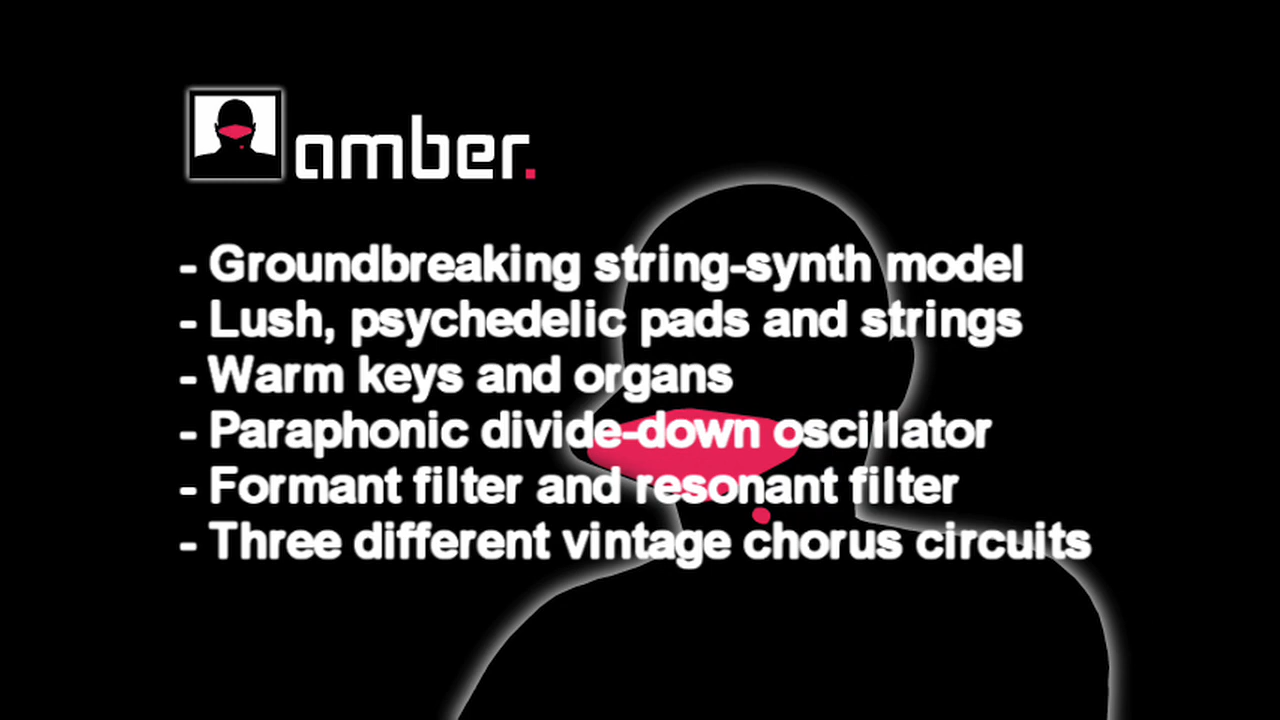 amber.
- Groundbreaking string-synth model
- Lush, psychedelic pads and strings
- Warm keys and organs
- Paraphonic divide-down oscillator
- Formant filter and resonant filter
- Three different vintage chorus circuits